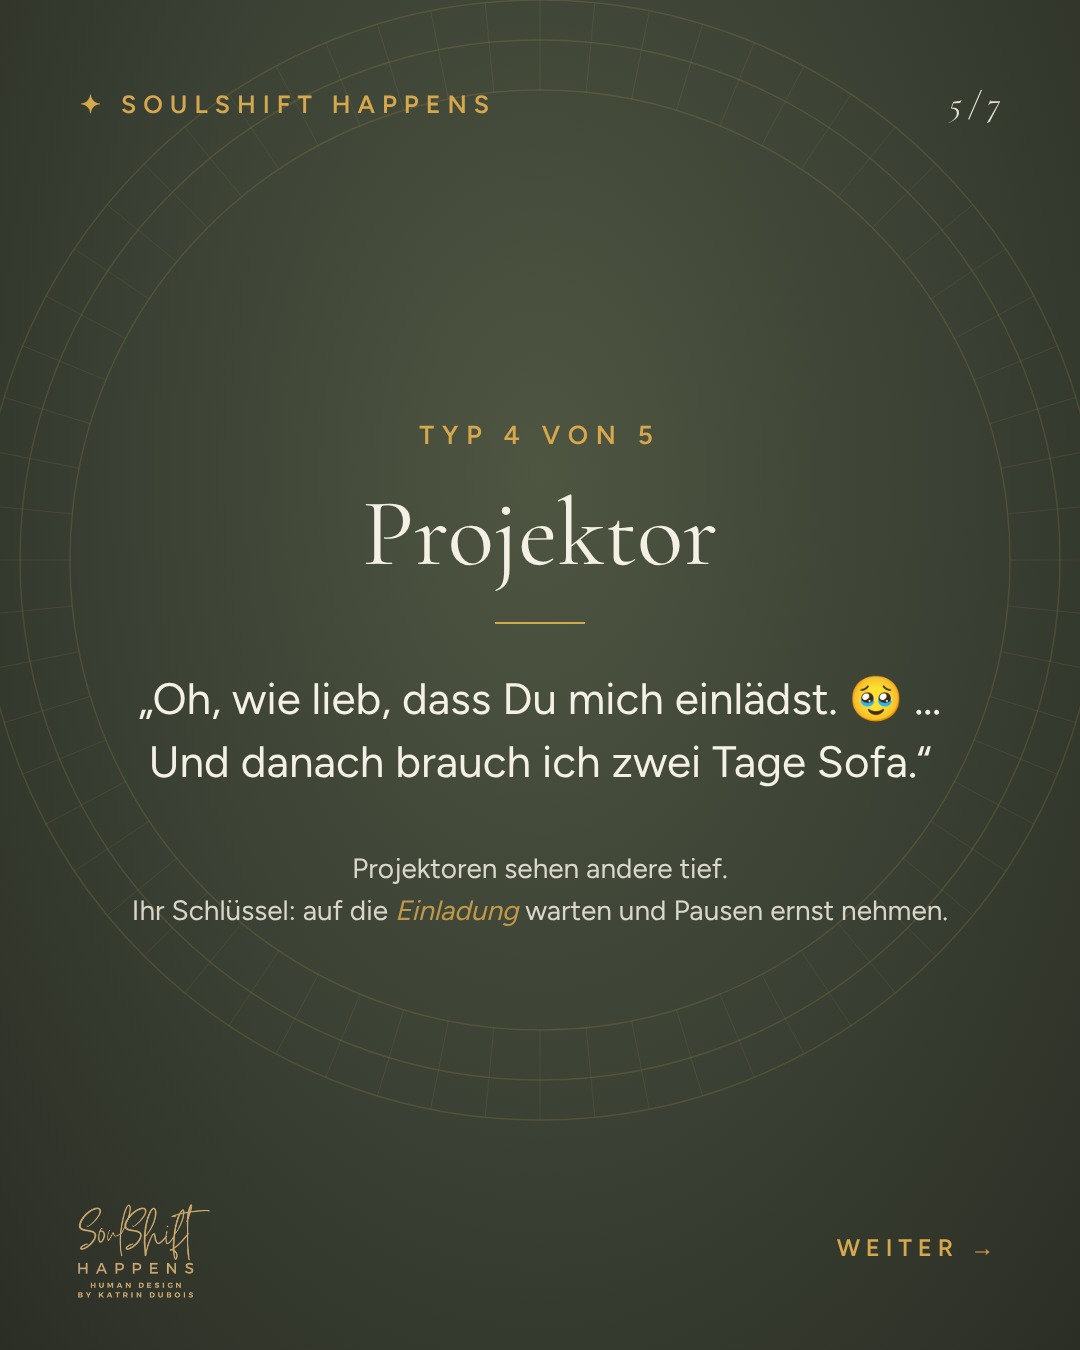 ✦ SOULSHIFT HAPPENS
5/7
TYP 4 VON 5
Projektor
„Oh, wie lieb, dass Du mich einlädst. 🥹 ...
Und danach brauch ich zwei Tage Sofa.“
Projektoren sehen andere tief.
Ihr Schlüssel: auf die Einladung warten und Pausen ernst nehmen.
SoulShift
HAPPENS
HUMAN DESIGN
BY KATRIN DUBOIS
WEITER →